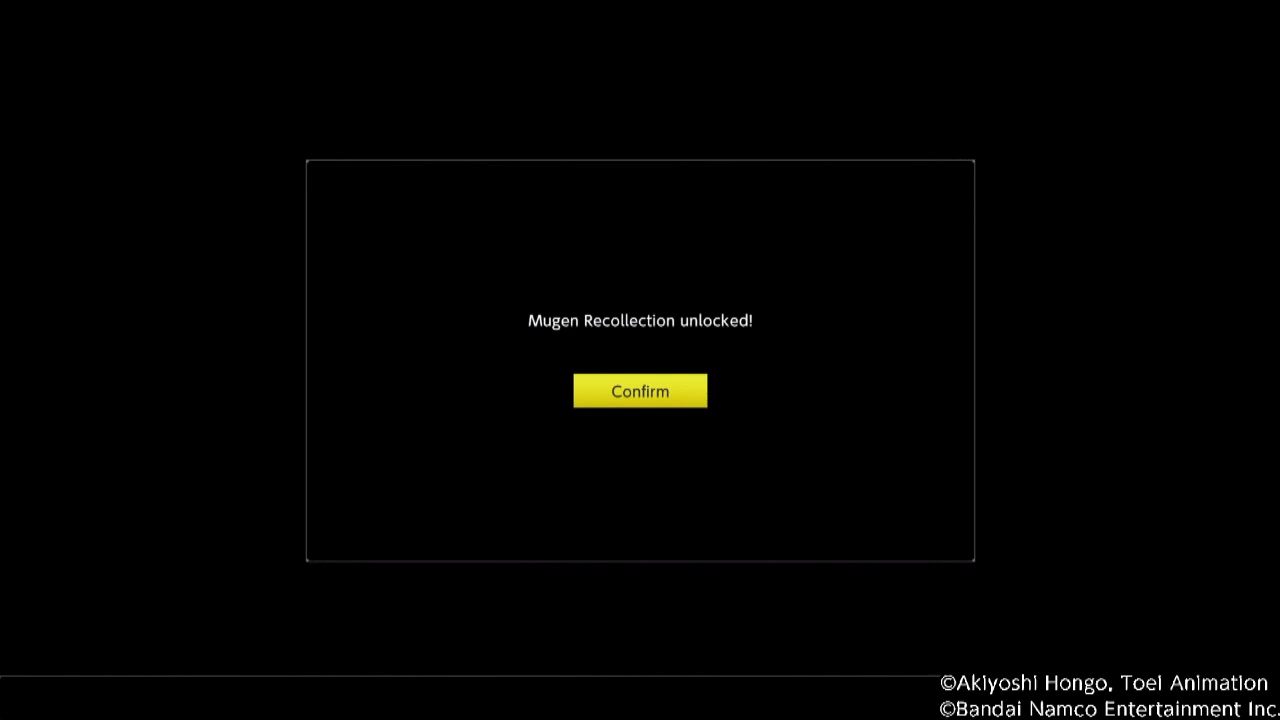 Mugen Recollection unlocked!
Confirm
©Akiyoshi Hongo, Toei Animation
©Bandai Namco Entertainment Inc.